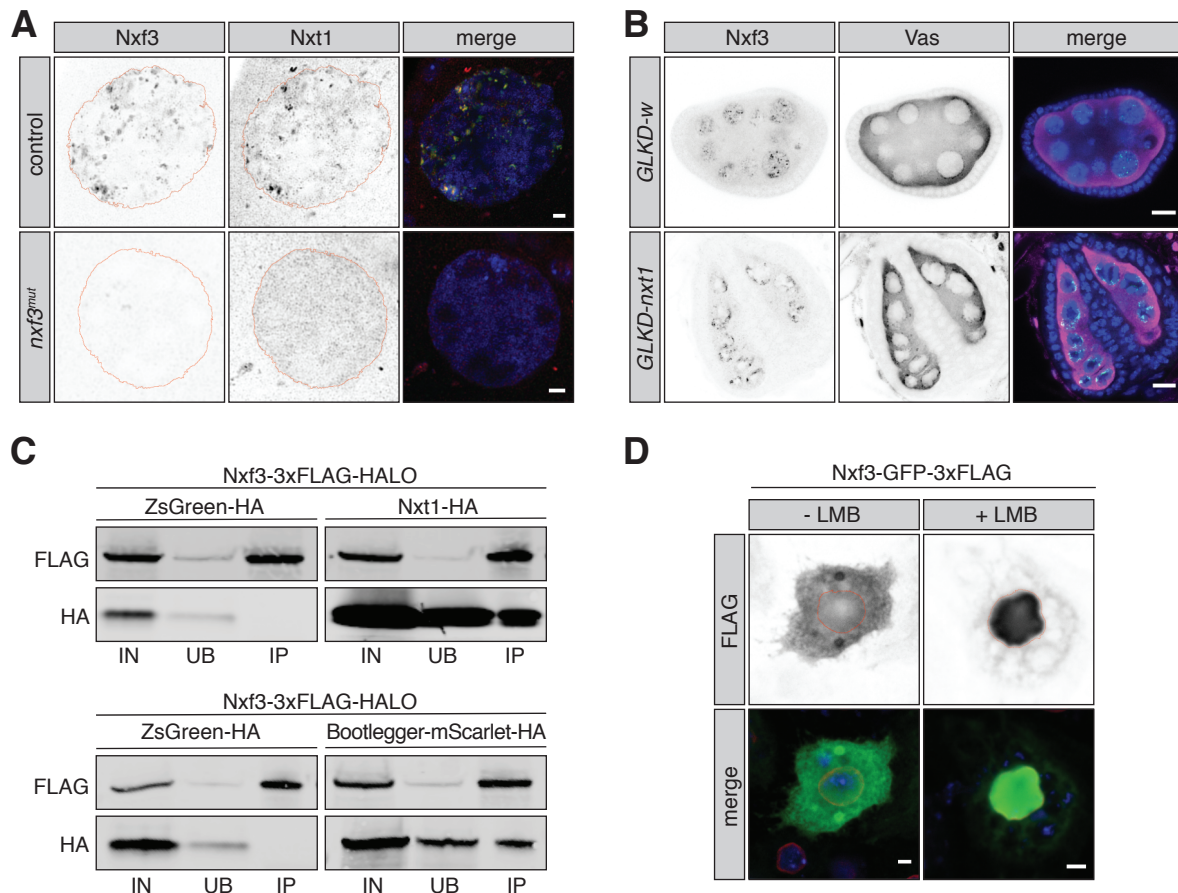 A
Nxf3 Nxt1 merge
control
nxf3mut
B
Nxf3 Vas merge
GLKD-w
GLKD-nxt1
C
Nxf3-3xFLAG-HALO
ZsGreen-HA Nxt1-HA
FLAG
HA
IN UB IP IN UB IP
Nxf3-3xFLAG-HALO
ZsGreen-HA Bootlegger-mScarlet-HA
FLAG
HA
IN UB IP IN UB IP
D
Nxf3-GFP-3xFLAG
- LMB + LMB
FLAG
merge